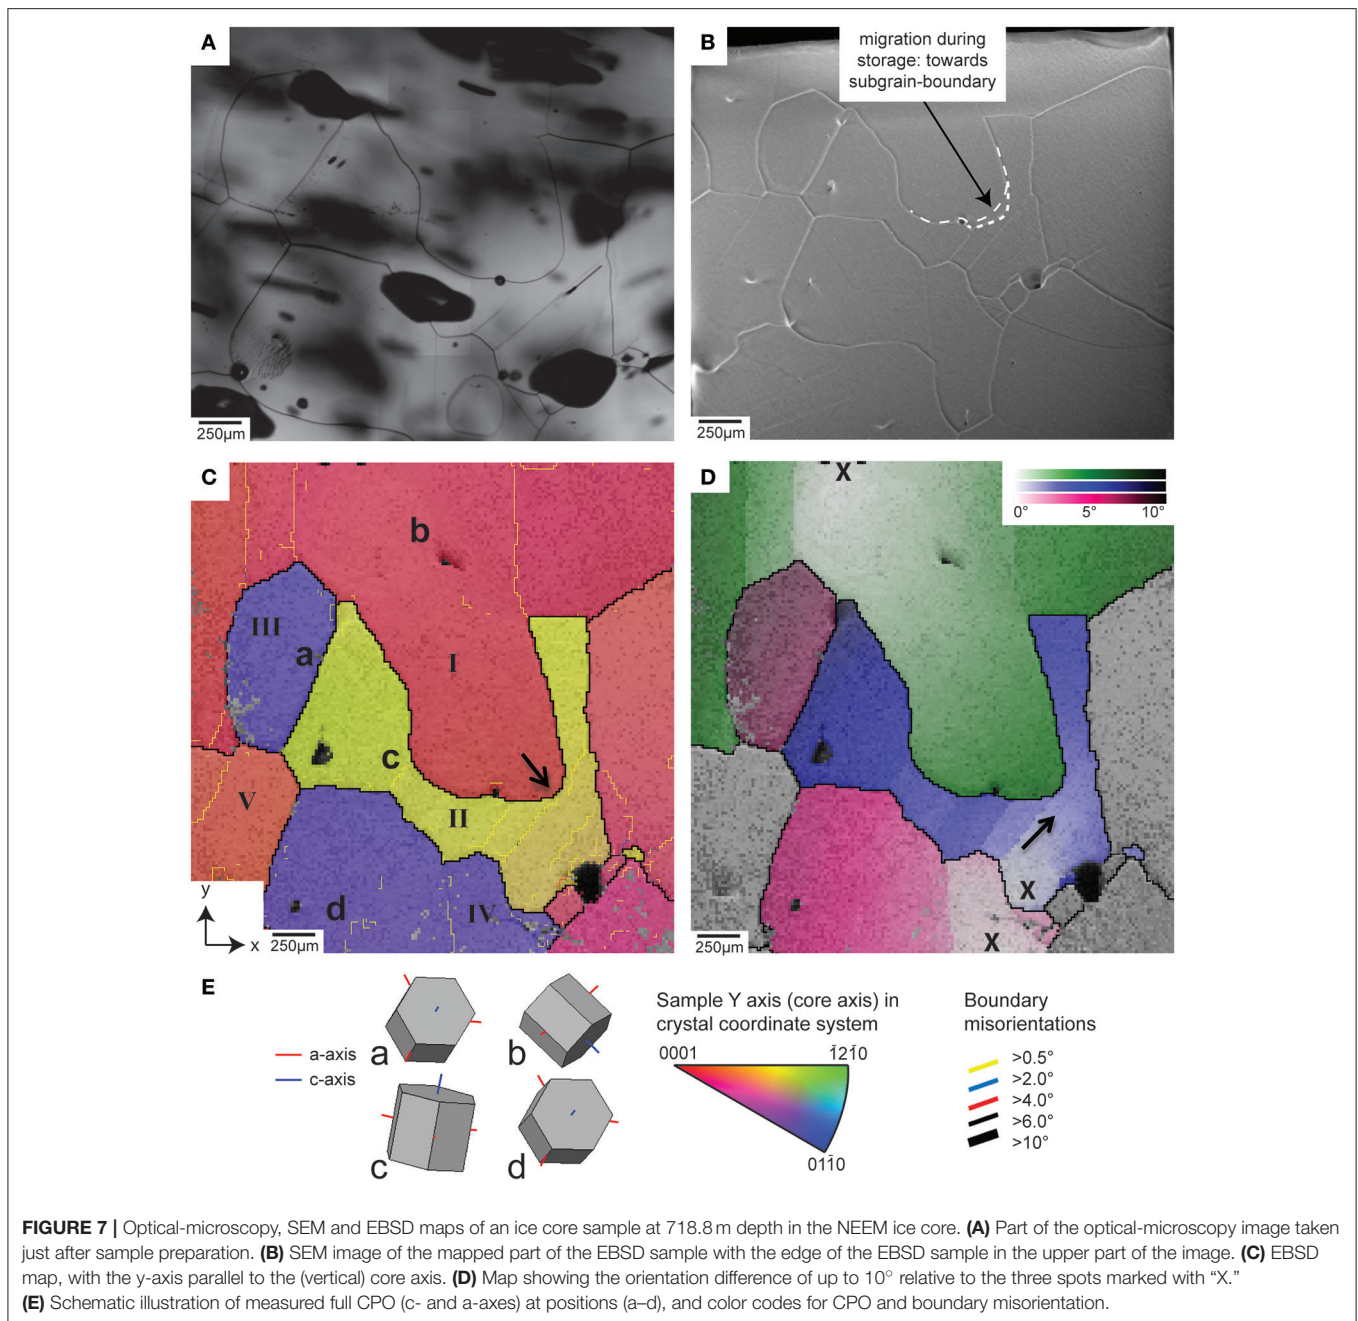 A
B
migration during
storage: towards
subgrain-boundary
250µm
250µm
C
D
X
0° 5° 10°
b
III
a
I
c
V
II
d
IV
y
x
250µm
X
X
250µm
E
a-axis
c-axis
a
b
c
d
Sample Y axis (core axis) in
crystal coordinate system
0001
1̄21̄0
011̄0
Boundary
misorientations
>0.5°
>2.0°
>4.0°
>6.0°
>10°
FIGURE 7 | Optical-microscopy, SEM and EBSD maps of an ice core sample at 718.8 m depth in the NEEM ice core. (A) Part of the optical-microscopy image taken
just after sample preparation. (B) SEM image of the mapped part of the EBSD sample with the edge of the EBSD sample in the upper part of the image. (C) EBSD
map, with the y-axis parallel to the (vertical) core axis. (D) Map showing the orientation difference of up to 10° relative to the three spots marked with “X.”
(E) Schematic illustration of measured full CPO (c- and a-axes) at positions (a–d), and color codes for CPO and boundary misorientation.